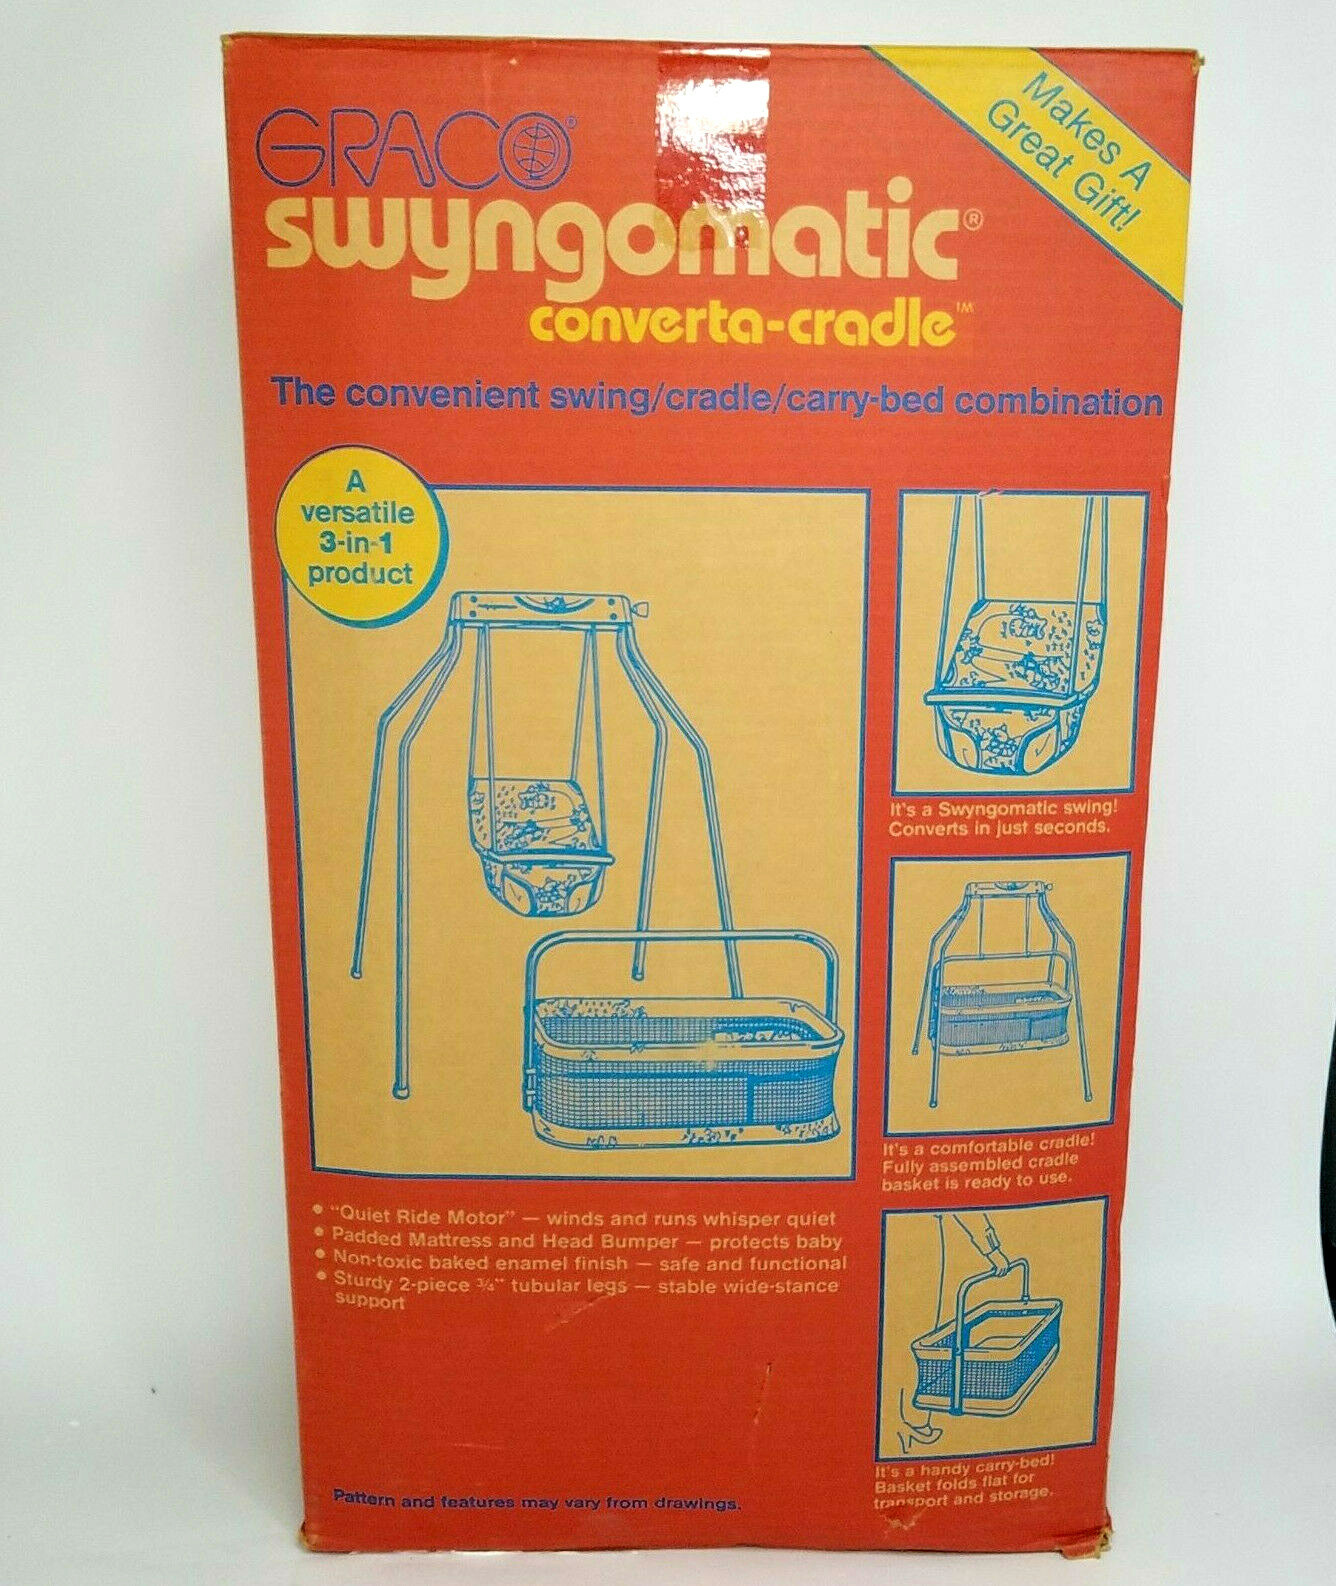 GRACO®
swyngomatic®
converta-cradle™
Makes A
Great Gift!
The convenient swing/cradle/carry-bed combination
A
versatile
3-in-1
product
It's a Swyngomatic swing!
Converts in just seconds.
It's a comfortable cradle!
Fully assembled cradle
basket is ready to use.
• "Quiet Ride Motor" — winds and runs whisper quiet
• Padded Mattress and Head Bumper — protects baby
• Non-toxic baked enamel finish — safe and functional
• Sturdy 2-piece ¾" tubular legs — stable wide-stance
support
It's a handy carry-bed!
Basket folds flat for
transport and storage.
Pattern and features may vary from drawings.